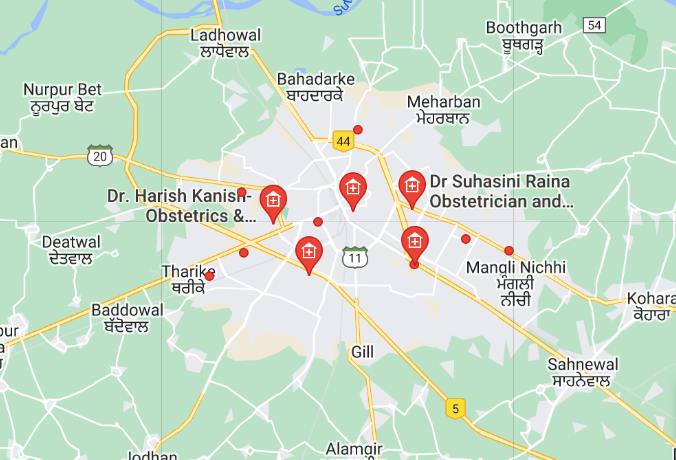 Ladhowal
ਲਾਧੋਵਾਲ
Boothgarh
ਬੂਥਗੜ੍ਹ
54
Nurpur Bet
ਨੂਰਪੁਰ ਬੇਟ
Bahadarke
ਬਾਹਦਾਰਕੇ
Meharban
ਮੇਹਰਬਾਨ
44
20
Dr. Harish Kanish-
Obstetrics &...
Dr Suhasini Raina
Obstetrician and...
Deatwal
ਦੇਤਵਾਲ
11
Tharike
ਥਰੀਕੇ
Mangli Nichhi
ਮੰਗਲੀ
ਨੀਚੀ
Baddowal
ਬੱਦੋਵਾਲ
Kohara
ਕੋਹਾਰਾ
Gill
Sahnewal
ਸਾਹਨੇਵਾਲ
5
Alamgir